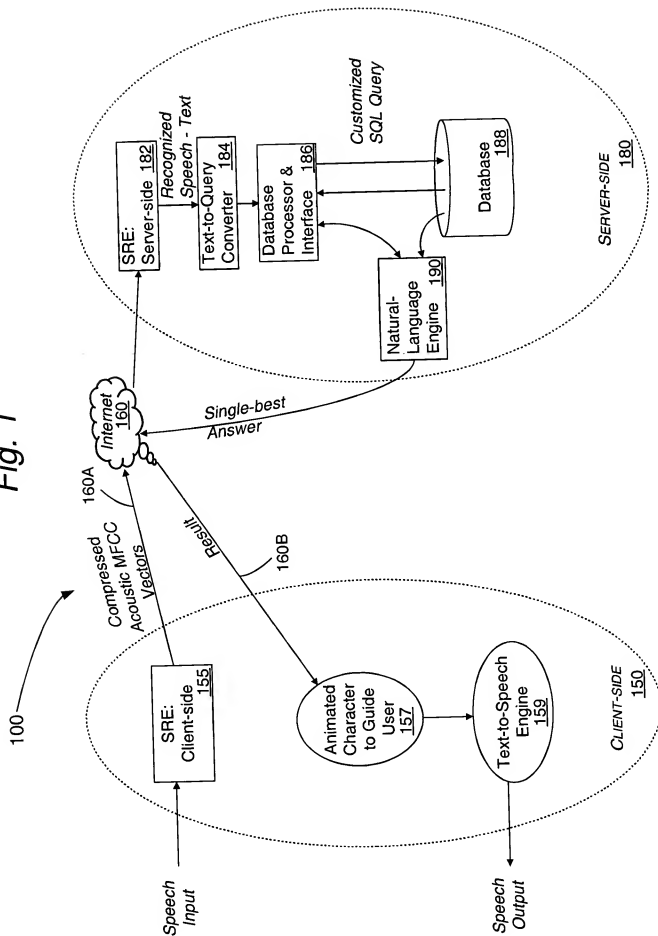 Fig. 1
100
Speech
Input
SRE:
Client-side
155
Compressed
Acoustic MFCC
Vectors
160A
Internet
160
Result
160B
Animated
Character
to Guide
User
157
Text-to-Speech
Engine
159
Speech
Output
CLIENT-SIDE
150
SRE:
Server-side 182
Recognized
Speech - Text
Text-to-Query
Converter 184
Database
Processor &
Interface 186
Customized
SQL Query
Database
188
Natural-
Language
Engine 190
Single-best
Answer
SERVER-SIDE
180